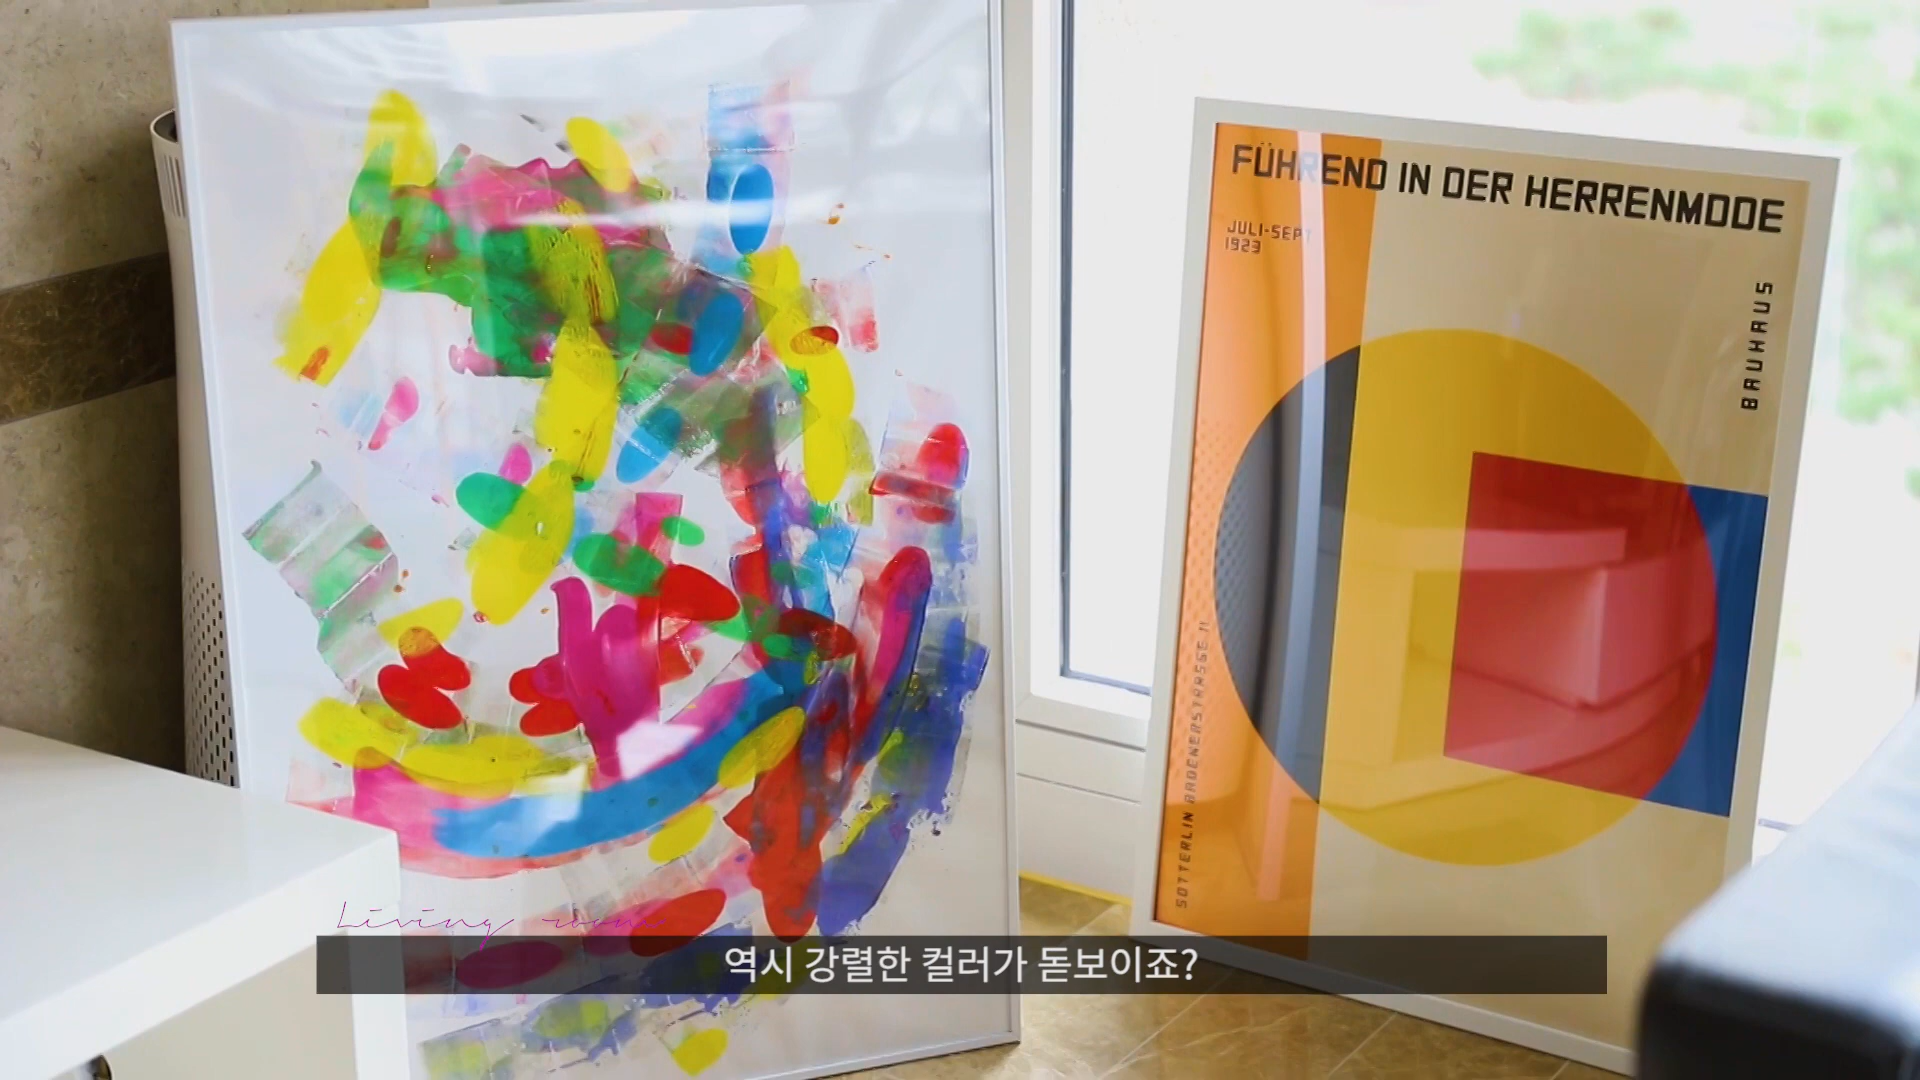 FÜHREND IN DER HERRENMODE
JULI-SEPT
1923
BAUHAUS
SOTTERLIN BADENERSTARSSE 11
Living room
역시 강렬한 컬러가 돋보이죠?